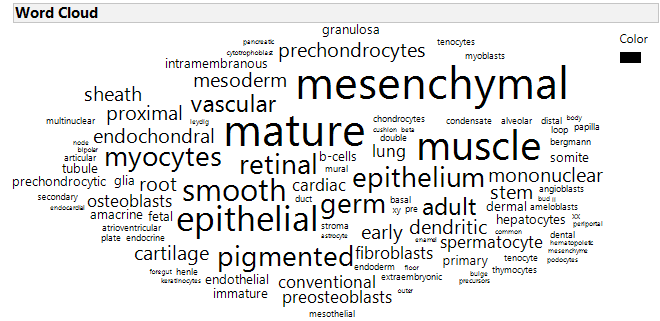 Word Cloud
Color
granulosa
pancreatic
tenocytes
cytotrophoblast
prechondrocytes
myoblasts
intramembranous
mesoderm
mesenchymal
sheath
vascular
multinuclear
proximal
leydig
mature
chondrocytes
condensate
alveolar
distal
body
cushion
beta
loop
papilla
node
endochondral
double
muscle
bergmann
bipolar
articular
myocytes
retinal
b-cells
lung
somite
tubule
mural
epithelium
mononuclear
prechondrocytic
glia
root
smooth
cardiac
stem
angioblasts
secondary
osteoblasts
duct
germ
basal
adult
bud
ii
endocardial
xy
pre
dermal
ameloblasts
amacrine
fetal
epithelial
hepatocytes
xx
periportal
atrioventricular
stroma
early
dendritic
common
plate
endocrine
astrocyte
enamel
spermatocyte
dental
hematopoietic
cartilage
pigmented
fibroblasts
primary
tenocyte
mesenchyme
podocytes
endoderm
floor
thymocytes
foregut
henle
endothelial
conventional
extraembryonic
bulge
keratinocytes
precursors
immature
preosteoblasts
outer
mesothelial